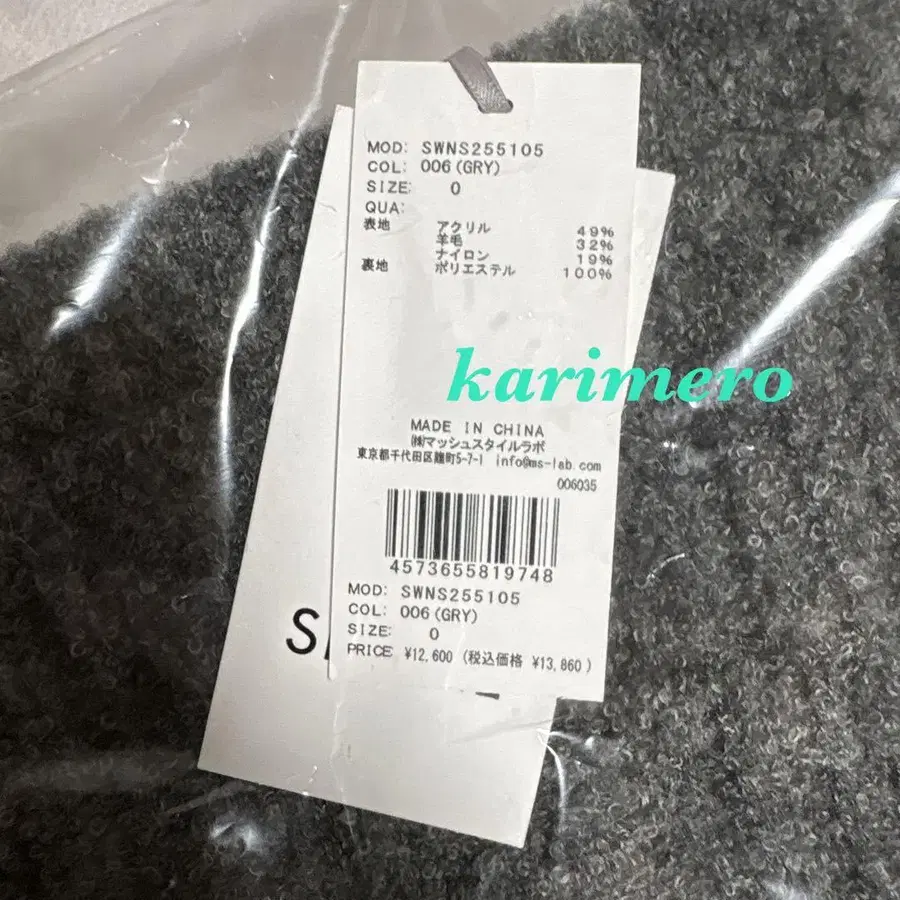 MOD: SWNS255105
COL: 006(GRY)
SIZE: 0
QUA:
表地 アクリル 49%
羊毛 32%
ナイロン 19%
裏地 ポリエステル 100%
karimero
MADE IN CHINA
㈱マッシュスタイルラボ
東京都千代田区麹町5-7-1 info@ms-lab.com
006035
4573655819748
MOD: SWNS255105
COL: 006(GRY)
SIZE: 0
PRICE: ¥12,600 (税込価格 ¥13,860)